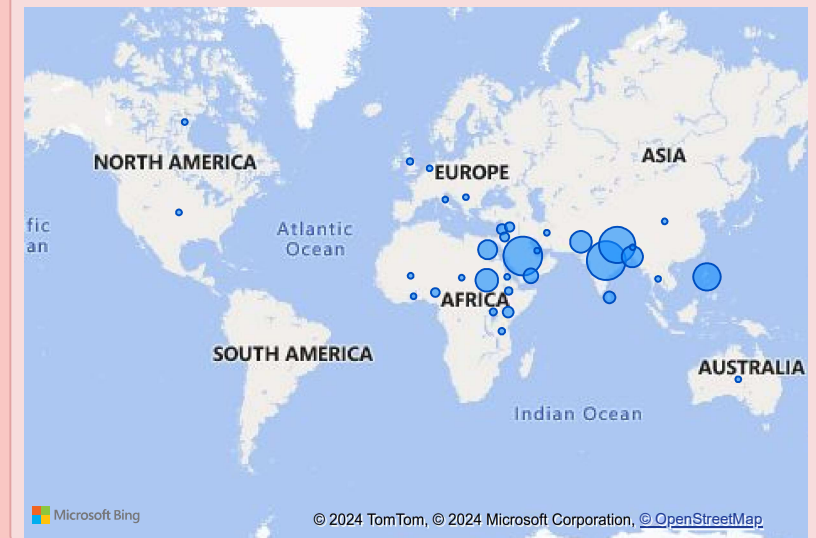 NORTH AMERICA
EUROPE
ASIA
fic
an
Atlantic
Ocean
AFRICA
SOUTH AMERICA
AUSTRALIA
Indian Ocean
Microsoft Bing
© 2024 TomTom, © 2024 Microsoft Corporation, © OpenStreetMap